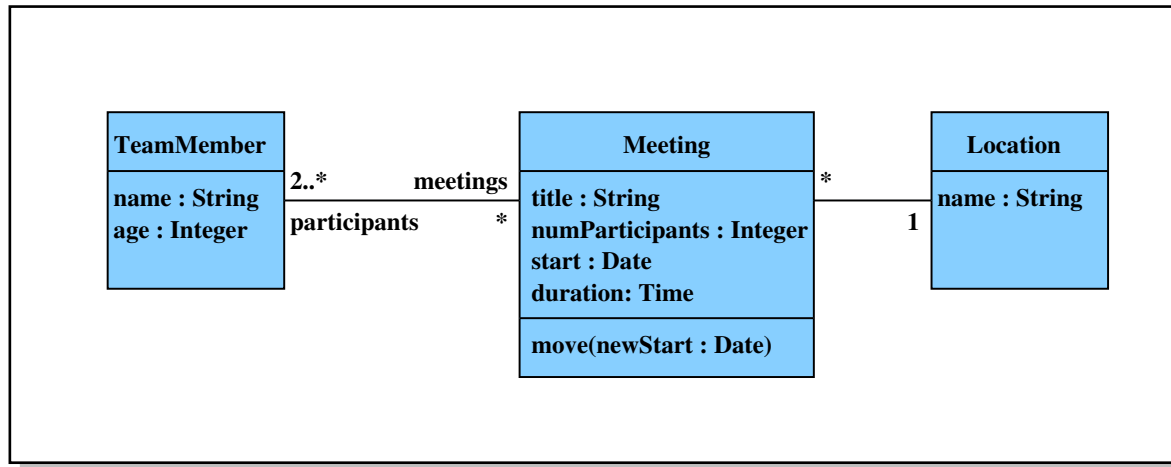 TeamMember
name : String
age : Integer
2..*
meetings
participants
*
Meeting
title : String
numParticipants : Integer
start : Date
duration: Time
move(newStart : Date)
*
1
Location
name : String